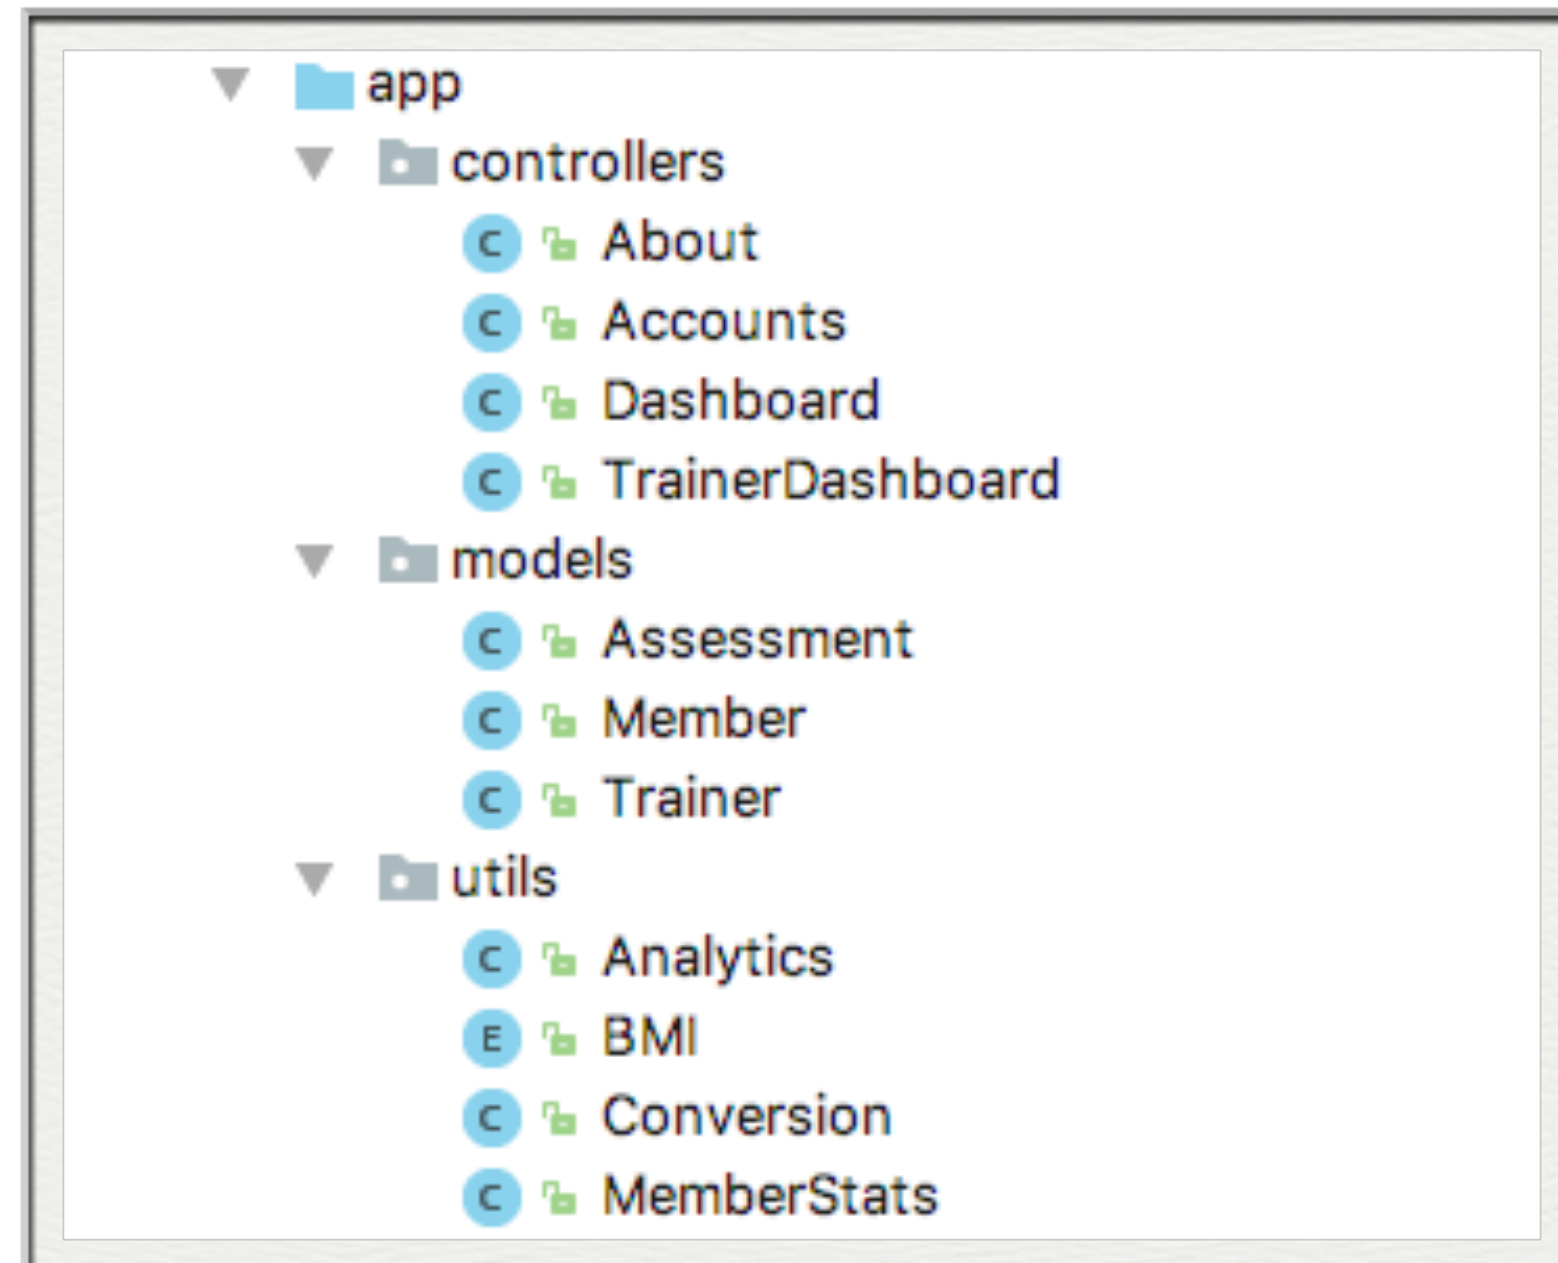 app
controllers
C About
C Accounts
C Dashboard
C TrainerDashboard
models
C Assessment
C Member
C Trainer
utils
C Analytics
E BMI
C Conversion
C MemberStats